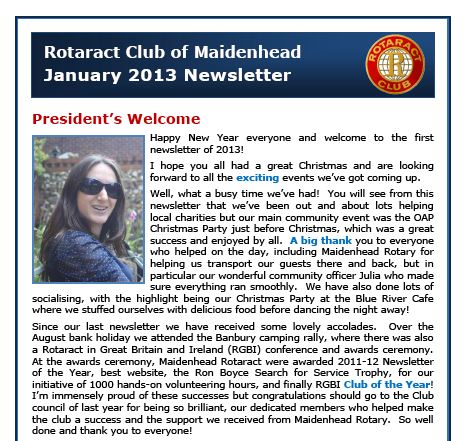 Rotaract Club of Maidenhead
January 2013 Newsletter
ROTARACT
CLUB
President's Welcome
Happy New Year everyone and welcome to the first
newsletter of 2013!
I hope you all had a great Christmas and are looking
forward to all the exciting events we've got coming up.
Well, what a busy time we've had! You will see from this
newsletter that we've been out and about lots helping
local charities but our main community event was the OAP
Christmas Party just before Christmas, which was a great
success and enjoyed by all. A big thank you to everyone
who helped on the day, including Maidenhead Rotary for
helping us transport our guests there and back, but in
particular our wonderful community officer Julia who made
sure everything ran smoothly. We have also done lots of
socialising, with the highlight being our Christmas Party at the Blue River Cafe
where we stuffed ourselves with delicious food before dancing the night away!
Since our last newsletter we have received some lovely accolades. Over the
August bank holiday we attended the Banbury camping rally, where there was also
a Rotaract in Great Britain and Ireland (RGBI) conference and awards ceremony.
At the awards ceremony, Maidenhead Rotaract were awarded 2011-12 Newsletter
of the Year, best website, the Ron Boyce Search for Service Trophy, for our
initiative of 1000 hands-on volunteering hours, and finally RGBI Club of the Year!
I'm immensely proud of these successes but congratulations should go to the Club
council of last year for being so brilliant, our dedicated members who helped make
the club a success and the support we received from Maidenhead Rotary. So well
done and thank you to everyone!